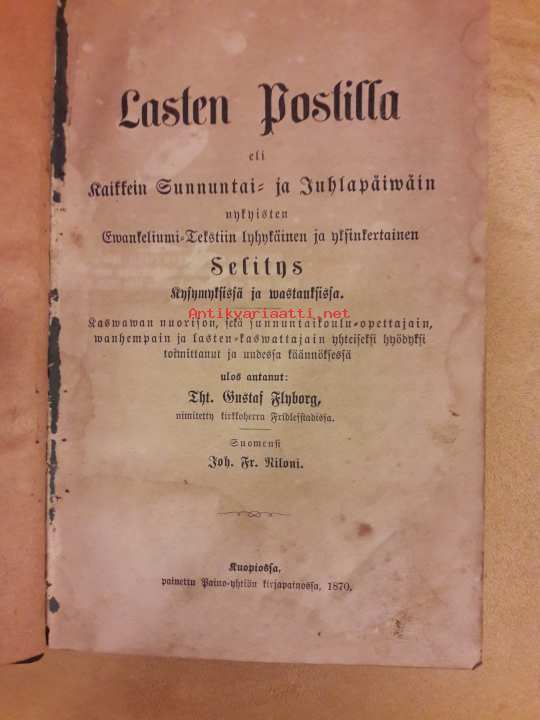 Lasten Postilla
eli
Kaikkein Sunnuntai- ja Juhlapäiwäin
nykyisten
Ewankeliumi-Tekstiin lyhykäinen ja yksinkertainen
Selitys
Kysymyksissä ja wastauksissa.
Antikvariaatti.net
Kaswawan nuorison, sekä sunnuntaikoulu-opettajain,
wanhempain ja lasten-kaswattajain yhteiseksi hyödyksi
toimittanut ja uudessa käännöksessä
ulos antanut:
Tht. Gustaf Flyborg,
nimitetty kirkkoherra Fridlefstadissa.
Suomensi
Joh. Fr. Riloni.
Kuopiossa,
painettu Paino-yhtiön kirjapainossa, 1870.